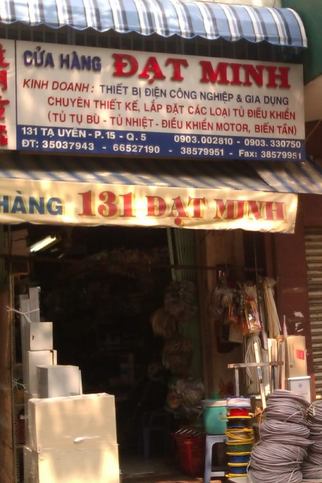 CỬA HÀNG ĐẠT MINH
KINH DOANH : THIẾT BỊ ĐIỆN CÔNG NGHIỆP & GIA DỤNG
CHUYÊN THIẾT KẾ, LẮP ĐẶT CÁC LOẠI TỦ ĐIỀU KHIỂN
(TỦ TỤ BÙ - TỦ NHIỆT - ĐIỀU KHIỂN MOTOR, BIẾN TẦN)
131 TẠ UYÊN - P.15 - Q.5 0903.002810 - 0903.330750
ĐT: 35037943 - 66527190 - 38579951 - Fax: 38579951
HÀNG 131 ĐẠT MINH